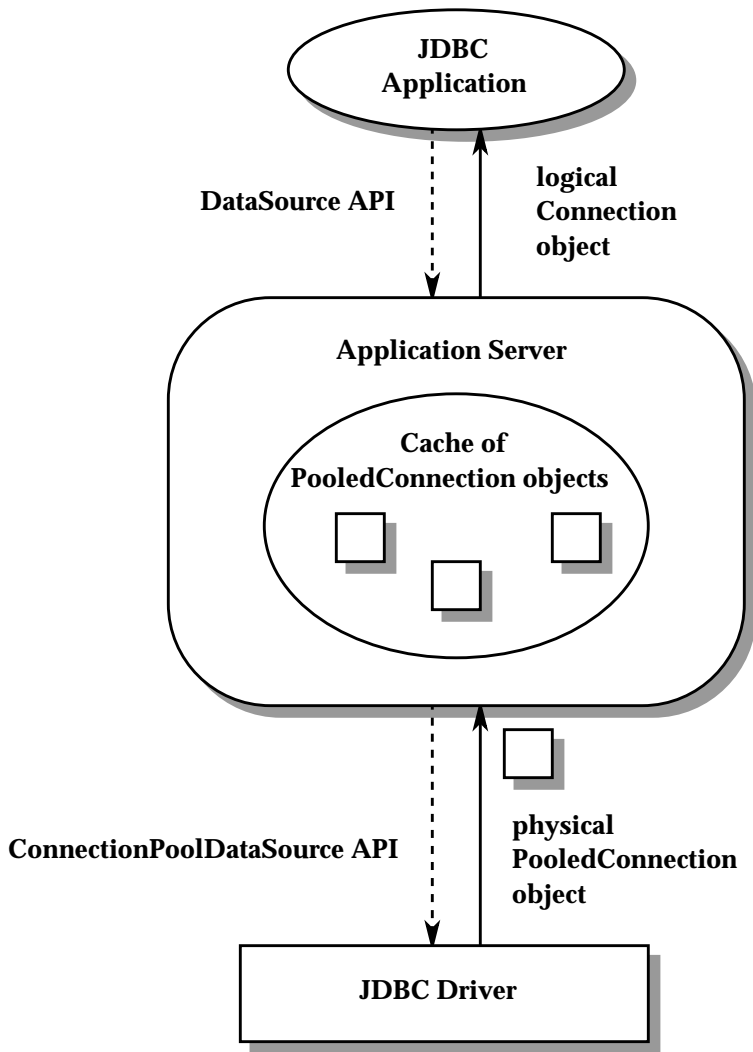 JDBC
Application
DataSource API
logical
Connection
object
Application Server
Cache of
PooledConnection objects
ConnectionPoolDataSource API
physical
PooledConnection
object
JDBC Driver